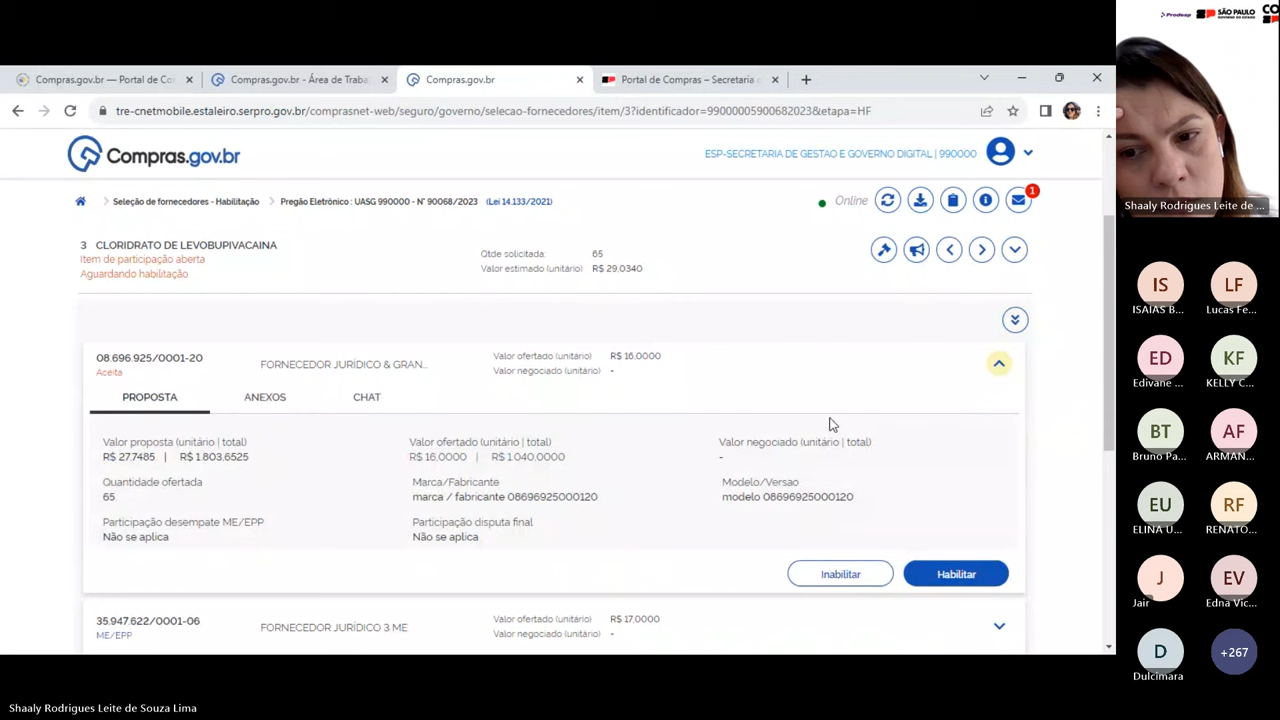 Compras.gov.br — Portal de Co
Compras.gov.br - Área de Traba
Compras.gov.br
Portal de Compras – Secretaria e
tre-cnetmobile.estaleiro.serpro.gov.br/comprasnet-web/seguro/governo/selecao-fornecedores/item/3?identificador=99000005900682023&etapa=HF
Compras.gov.br
ESP-SECRETARIA DE GESTAO E GOVERNO DIGITAL | 990000
Seleção de fornecedores - Habilitação
Pregão Eletrônico : UASG 990000 - N° 90068/2023 (Lei 14.133/2021)
Online
1
3 CLORIDRATO DE LEVOBUPIVACAINA
Item de participação aberta
Aguardando habilitação
Qtde solicitada: 65
Valor estimado (unitário) R$ 29,0340
08.696.925/0001-20
Aceita
FORNECEDOR JURÍDICO & GRAN...
Valor ofertado (unitário) R$ 16,0000
Valor negociado (unitário) -
PROPOSTA ANEXOS CHAT
Valor proposta (unitário | total)
R$ 27,7485 | R$ 1.803,6525
Valor ofertado (unitário | total)
R$ 16,0000 | R$ 1.040,0000
Valor negociado (unitário | total)
-
Quantidade ofertada
65
Marca/Fabricante
marca / fabricante 08696925000120
Modelo/Versao
modelo 08696925000120
Participação desempate ME/EPP
Não se aplica
Participação disputa final
Não se aplica
Inabilitar Habilitar
35.947.622/0001-06
ME/EPP
FORNECEDOR JURÍDICO 3 ME
Valor ofertado (unitário) R$ 17,0000
Valor negociado (unitário) -
Prodesp
SP SÃO PAULO
GOVERNO DO ESTADO
CO
Shaaly Rodrigues Leite de ...
IS
ISAIAS B...
LF
Lucas Fe...
ED
Edivane ...
KF
KELLY C...
BT
Bruno Pa...
AF
ARMAN...
EU
ELINA U...
RF
RENATO...
J
Jair
EV
Edna Vic...
D
Dulcimara
+267
Shaaly Rodrigues Leite de Souza Lima